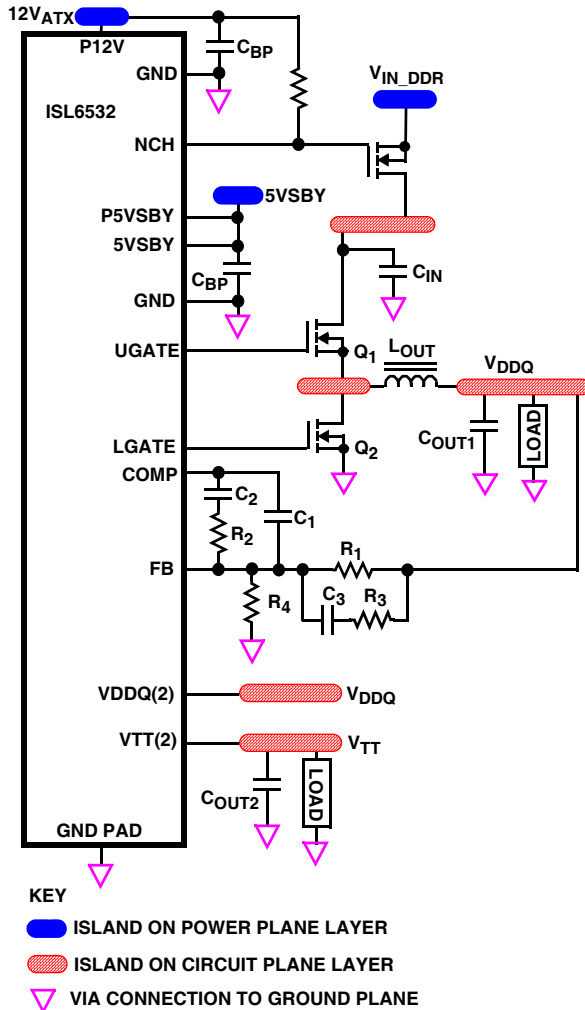 12VATX
P12V
CBP
GND
VIN_DDR
ISL6532
NCH
5VSBY
P5VSBY
5VSBY
CBP
CIN
GND
UGATE
Q1
LOUT
VDDQ
LGATE
Q2
COUT1
LOAD
COMP
C2
C1
R2
R1
FB
C3
R3
R4
VDDQ(2)
VDDQ
VTT(2)
VTT
COUT2
LOAD
GND PAD
KEY
ISLAND ON POWER PLANE LAYER
ISLAND ON CIRCUIT PLANE LAYER
VIA CONNECTION TO GROUND PLANE